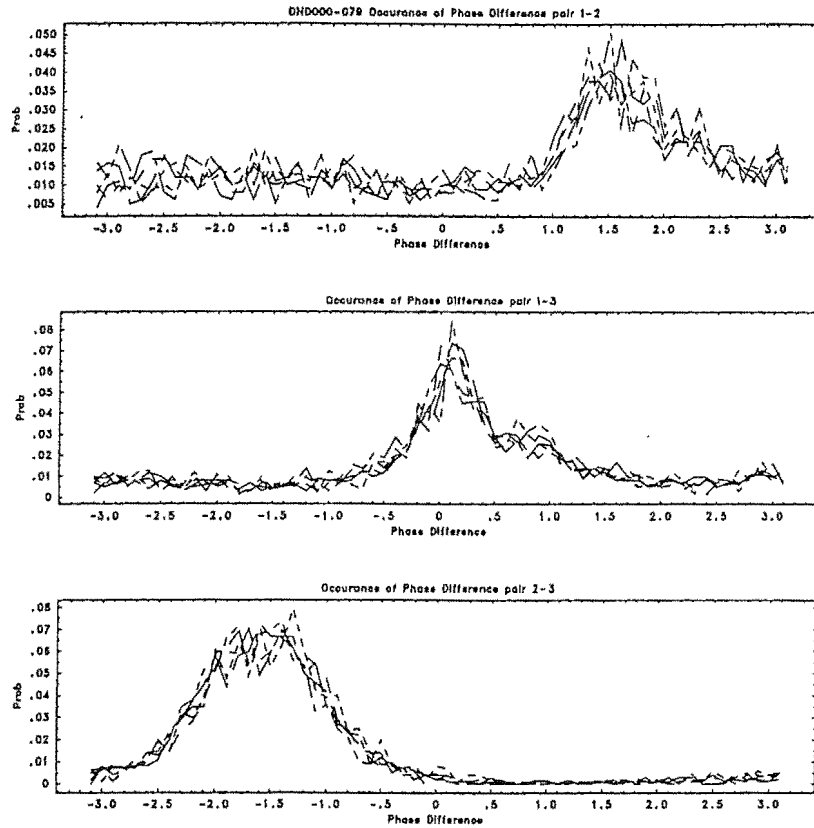 DND000-079 Occurance of Phase Difference pair 1-2
.050
.045
.040
.035
.030
.025
.020
.015
.010
.005
Prob
-3.0 -2.5 -2.0 -1.5 -1.0 -.5 0 .5 1.0 1.5 2.0 2.5 3.0
Phase Difference
Occurance of Phase Difference pair 1-3
.08
.07
.06
.05
.04
.03
.02
.01
0
Prob
-3.0 -2.5 -2.0 -1.5 -1.0 -.5 0 .5 1.0 1.5 2.0 2.5 3.0
Phase Difference
Occurance of Phase Difference pair 2-3
.08
.07
.06
.05
.04
.03
.02
.01
0
Prob
-3.0 -2.5 -2.0 -1.5 -1.0 -.5 0 .5 1.0 1.5 2.0 2.5 3.0
Phase Difference